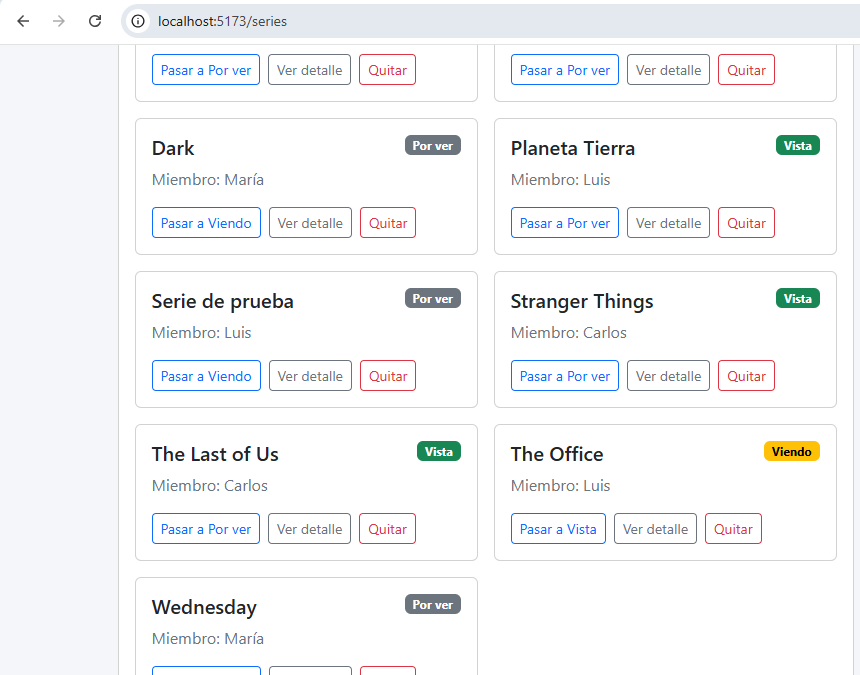 localhost:5173/series
Pasar a Por ver Ver detalle Quitar
Pasar a Por ver Ver detalle Quitar
Dark Por ver
Miembro: María
Pasar a Viendo Ver detalle Quitar
Planeta Tierra Vista
Miembro: Luis
Pasar a Por ver Ver detalle Quitar
Serie de prueba Por ver
Miembro: Luis
Pasar a Viendo Ver detalle Quitar
Stranger Things Vista
Miembro: Carlos
Pasar a Por ver Ver detalle Quitar
The Last of Us Vista
Miembro: Carlos
Pasar a Por ver Ver detalle Quitar
The Office Viendo
Miembro: Luis
Pasar a Vista Ver detalle Quitar
Wednesday Por ver
Miembro: María